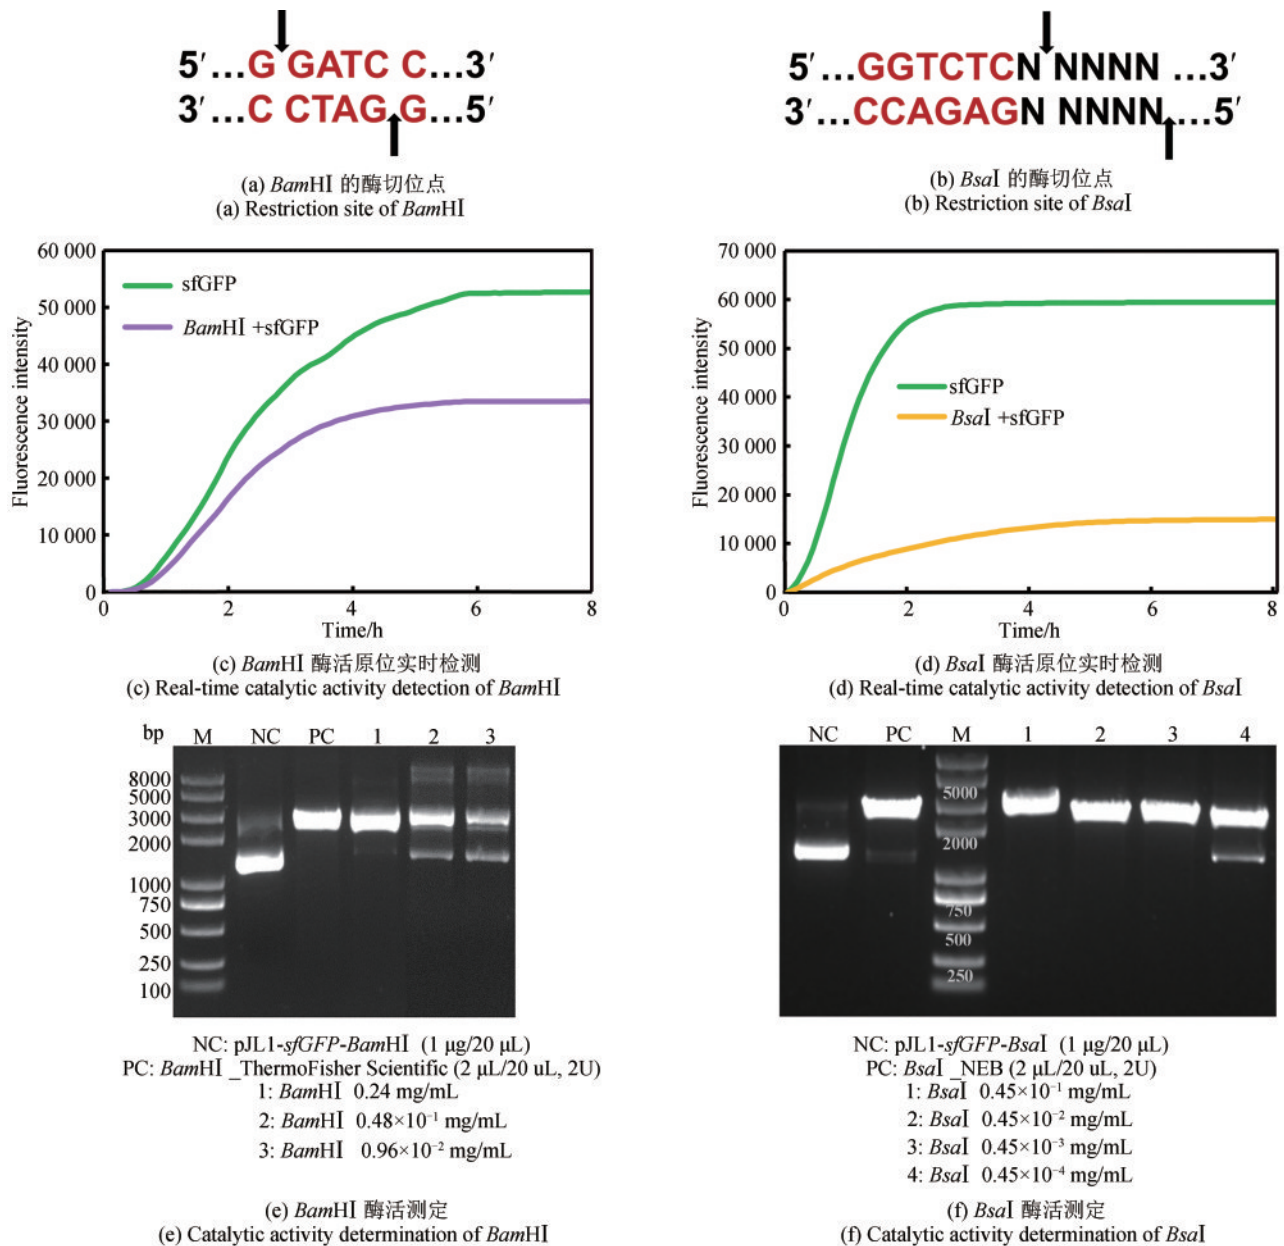 5′…G GATC C…3′
3′…C CTAG G…5′
(a) BamHI 的酶切位点
(a) Restriction site of BamHI
5′…GGTCTCN NNNN …3′
3′…CCAGAGN NNNN …5′
(b) BsaI 的酶切位点
(b) Restriction site of BsaI
60 000
50 000
40 000
30 000
20 000
10 000
0
Fluorescence intensity
sfGFP
BamHI +sfGFP
0 2 4 6 8
Time/h
(c) BamHI 酶活原位实时检测
(c) Real-time catalytic activity detection of BamHI
70 000
60 000
50 000
40 000
30 000
20 000
10 000
0
Fluorescence intensity
sfGFP
BsaI +sfGFP
0 2 4 6 8
Time/h
(d) BsaI 酶活原位实时检测
(d) Real-time catalytic activity detection of BsaI
bp M NC PC 1 2 3
8000
5000
3000
2000
1000
750
500
250
100
NC: pJL1-sfGFP-BamHI (1 μg/20 μL)
PC: BamHI _ThermoFisher Scientific (2 μL/20 uL, 2U)
1: BamHI 0.24 mg/mL
2: BamHI 0.48×10⁻¹ mg/mL
3: BamHI 0.96×10⁻² mg/mL
(e) BamHI 酶活测定
(e) Catalytic activity determination of BamHI
NC PC M 1 2 3 4
5000
2000
750
500
250
NC: pJL1-sfGFP-BsaI (1 μg/20 μL)
PC: BsaI _NEB (2 μL/20 uL, 2U)
1: BsaI 0.45×10⁻¹ mg/mL
2: BsaI 0.45×10⁻² mg/mL
3: BsaI 0.45×10⁻³ mg/mL
4: BsaI 0.45×10⁻⁴ mg/mL
(f) BsaI 酶活测定
(f) Catalytic activity determination of BsaI